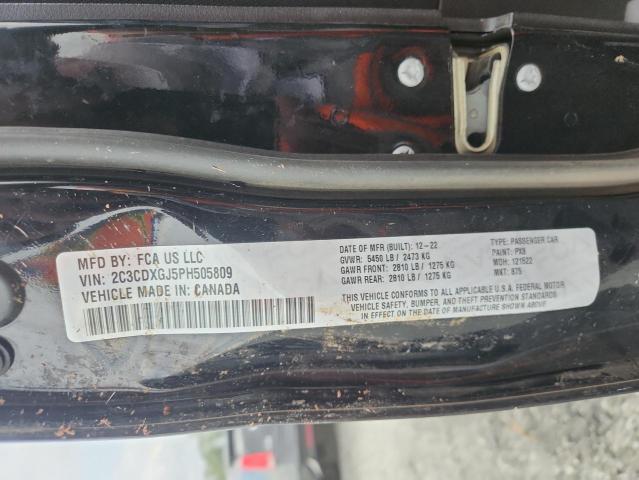 MFD BY: FCA US LLC
VIN: 2C3CDXGJ5PH505809
VEHICLE MADE IN: CANADA
DATE OF MFR (BUILT): 12-22
GVWR: 5450 LB / 2473 KG
GAWR FRONT: 2810 LB / 1275 KG
GAWR REAR: 2810 LB / 1275 KG
TYPE: PASSENGER CAR
PAINT: PX8
MDH: 121522
MKT: 875
THIS VEHICLE CONFORMS TO ALL APPLICABLE U.S.A. FEDERAL MOTOR
VEHICLE SAFETY, BUMPER, AND THEFT PREVENTION STANDARDS
IN EFFECT ON THE DATE OF MANUFACTURE SHOWN ABOVE